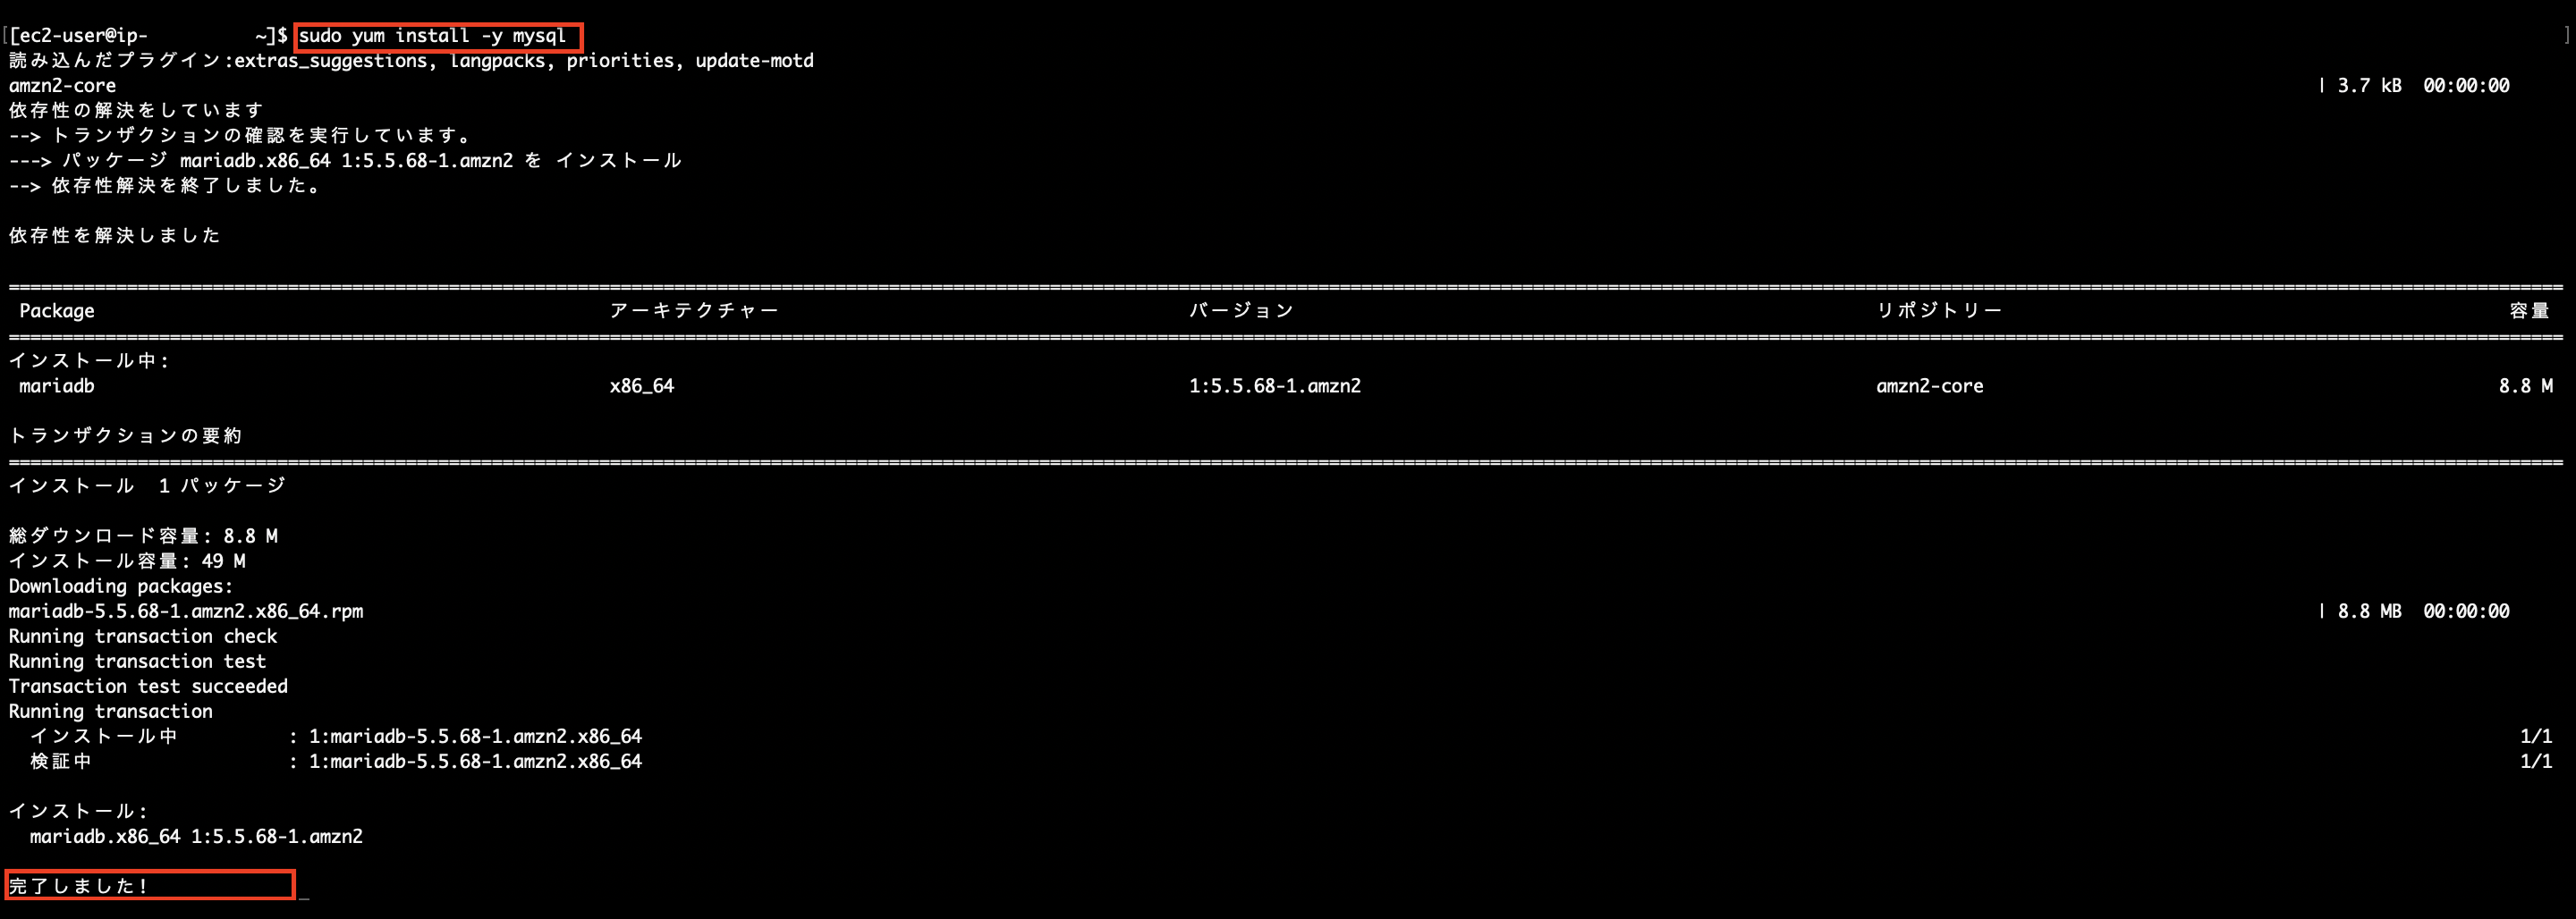 [[ec2-user@ip- ~]$ sudo yum install -y mysql ]
読み込んだプラグイン:extras_suggestions, langpacks, priorities, update-motd
amzn2-core | 3.7 kB 00:00:00
依存性の解決をしています
--> トランザクションの確認を実行しています。
---> パッケージ mariadb.x86_64 1:5.5.68-1.amzn2 を インストール
--> 依存性解決を終了しました。
依存性を解決しました
Package アーキテクチャー バージョン リポジトリー 容量
インストール中:
mariadb x86_64 1:5.5.68-1.amzn2 amzn2-core 8.8 M
トランザクションの要約
インストール 1 パッケージ
総ダウンロード容量: 8.8 M
インストール容量: 49 M
Downloading packages:
mariadb-5.5.68-1.amzn2.x86_64.rpm | 8.8 MB 00:00:00
Running transaction check
Running transaction test
Transaction test succeeded
Running transaction
インストール中 : 1:mariadb-5.5.68-1.amzn2.x86_64 1/1
検証中 : 1:mariadb-5.5.68-1.amzn2.x86_64 1/1
インストール:
mariadb.x86_64 1:5.5.68-1.amzn2
完了しました!